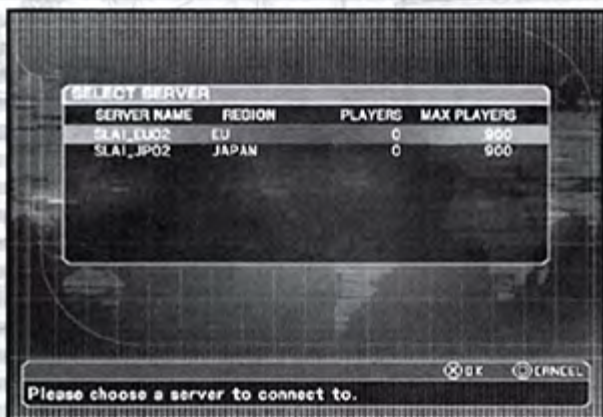 SELECT SERVER
SERVER NAME REGION PLAYERS MAX PLAYERS
SLAI_EU02 EU 0 900
SLAI_JP02 JAPAN 0 900
OK CANCEL
Please choose a server to connect to.